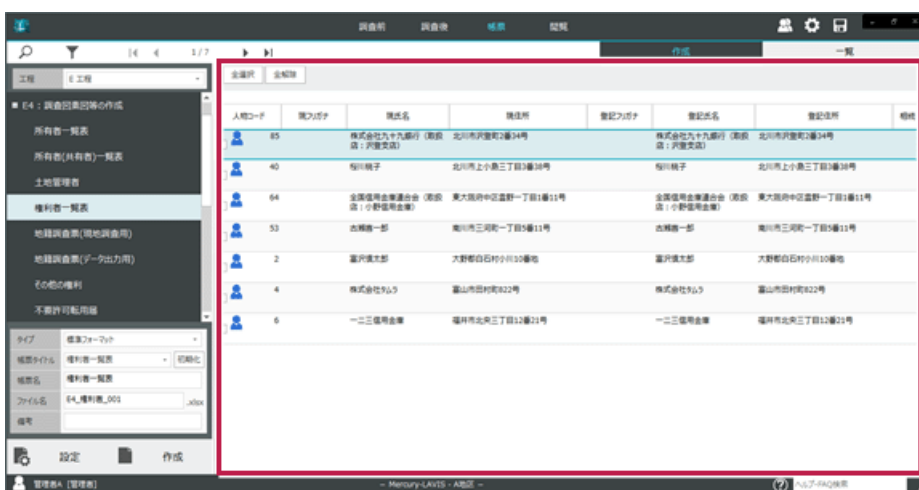 調査前 調査後 帳票 閲覧
1/7 作成 一覧
工程 E 工程
全選択 全解除
■ E4：調査図素図等の作成
所有者一覧表
所有者(共有者)一覧表
土地管理者
権利者一覧表
地籍調査票(現地調査用)
地籍調査票(データ出力用)
その他の権利
不要許可転用届
人物コード 現フリガナ 現氏名 現住所 登記フリガナ 登記氏名 登記住所 相続
85 株式会社九十九銀行（取扱店：沢登支店） 北川市沢登町2番34号 株式会社九十九銀行（取扱店：沢登支店） 北川市沢登町2番34号
40 桜川桃子 北川市上小島三丁目3番38号 桜川桃子 北川市上小島三丁目3番38号
64 全国信用金庫連合会（取扱店：小野信用金庫） 東大阪府中区 一丁目1番11号 全国信用金庫連合会（取扱店：小野信用金庫） 東大阪府中区 一丁目1番11号
53 一郎 南川市三河町一丁目5番11号 一郎 南川市三河町一丁目5番11号
2 富沢 太郎 大野郡白石村小川10番地 富沢 太郎 大野郡白石村小川10番地
4 株式会社タムラ 富山市田村町822号 株式会社タムラ 富山市田村町822号
6 一二三信用金庫 福井市北央三丁目12番21号 一二三信用金庫 福井市北央三丁目12番21号
タイプ 標準フォーマット
帳票タイトル 権利者一覧表 初期化
帳票名 権利者一覧表
ファイル名 E4_権利者_001 .xlsx
備考
設定 作成
管理者A [管理者] － Mercury-LAVIS - A地区 － ヘルプ・FAQ検索